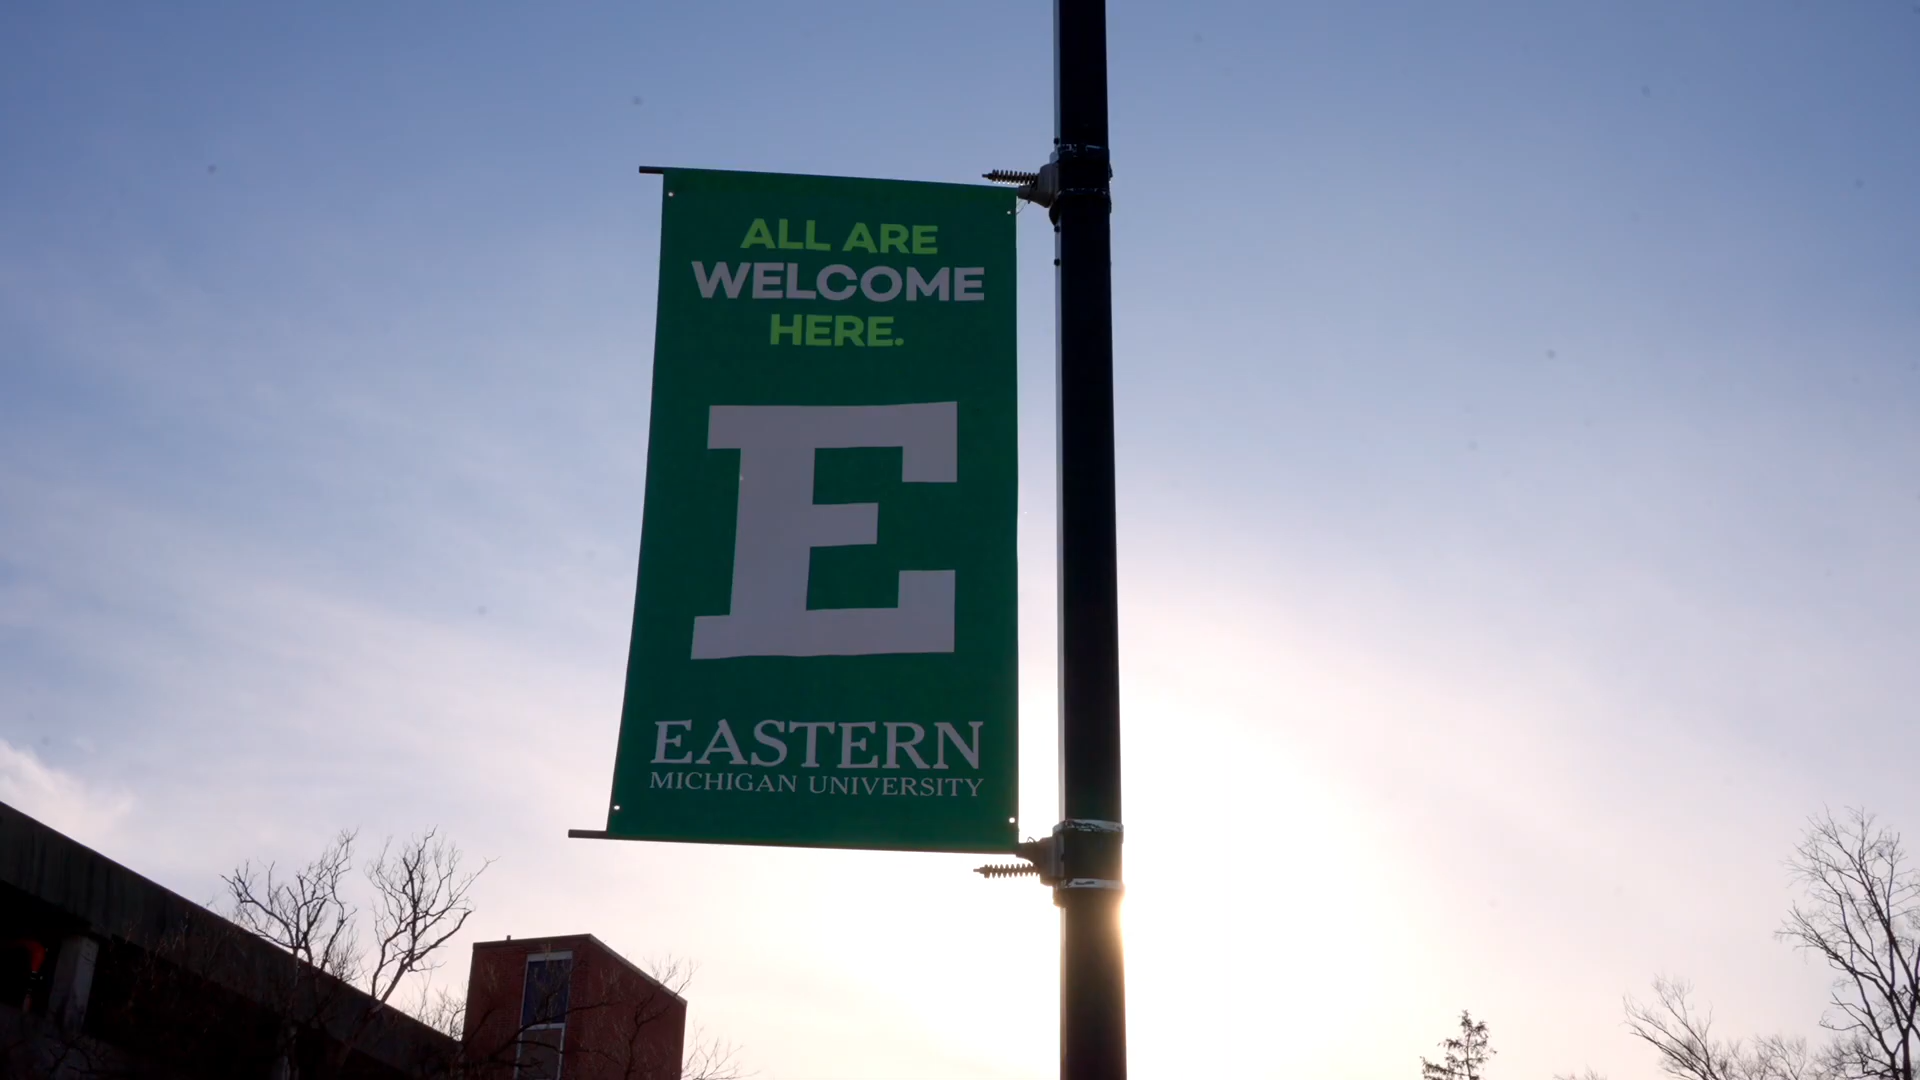 ALL ARE
WELCOME
HERE.
E
EASTERN
MICHIGAN UNIVERSITY